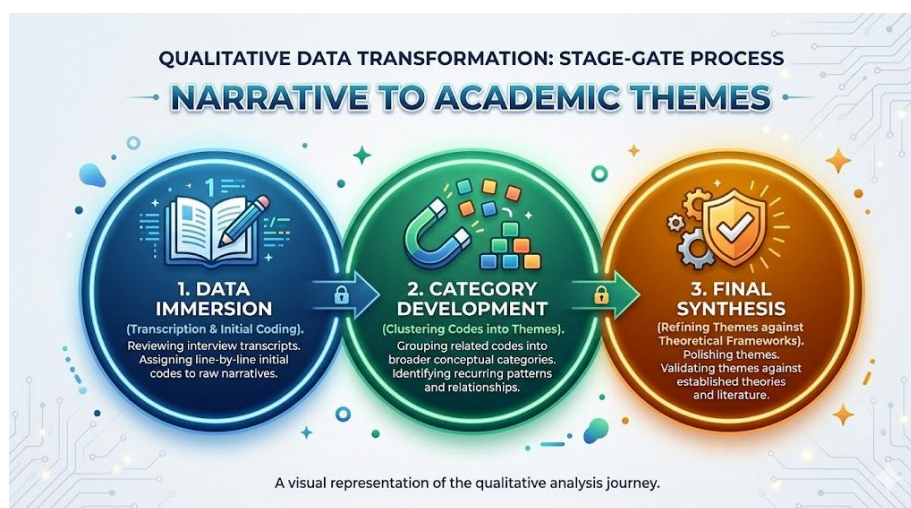 QUALITATIVE DATA TRANSFORMATION: STAGE-GATE PROCESS
NARRATIVE TO ACADEMIC THEMES
1
1. DATA
IMMERSION
(Transcription & Initial Coding).
Reviewing interview transcripts.
Assigning line-by-line initial
codes to raw narratives.
2. CATEGORY
DEVELOPMENT
(Clustering Codes into Themes).
Grouping related codes into
broader conceptual categories.
Identifying recurring patterns
and relationships.
3. FINAL
SYNTHESIS
(Refining Themes against
Theoretical Frameworks).
Polishing themes.
Validating themes against
established theories
and literature.
A visual representation of the qualitative analysis journey.